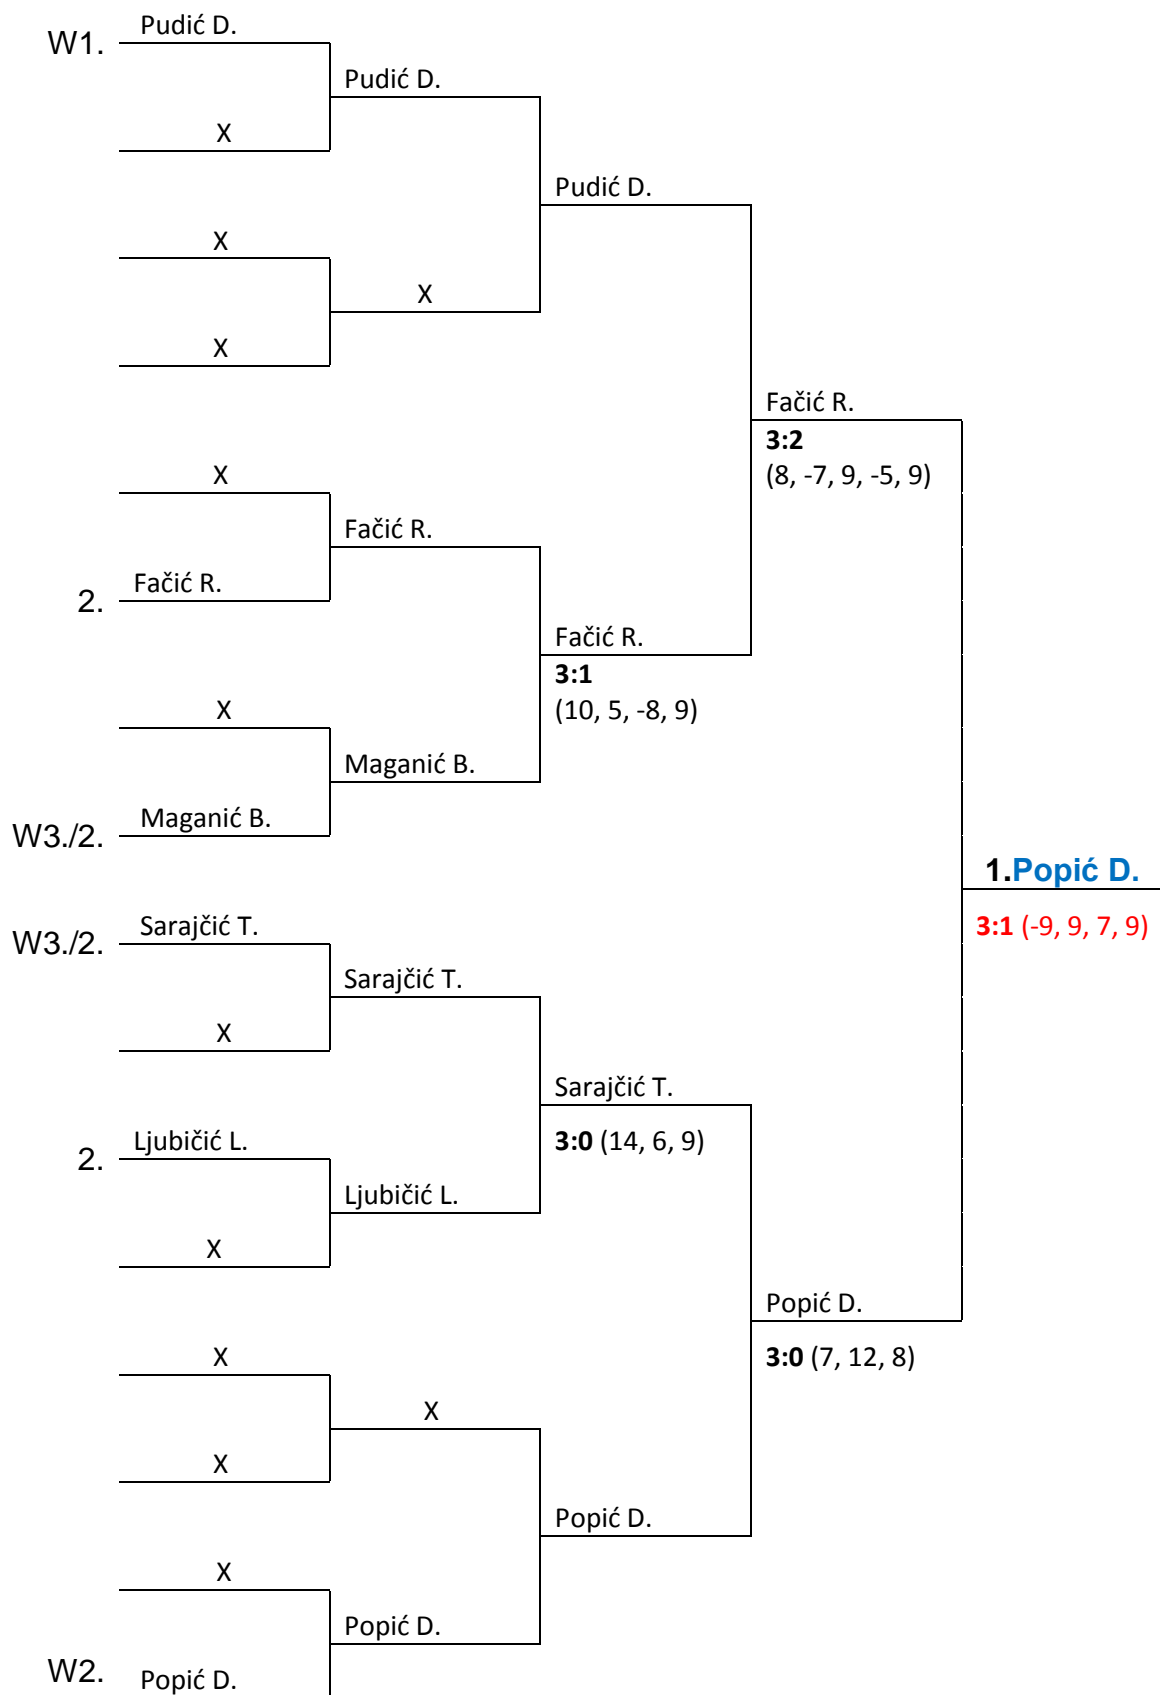 W1.
Pudić D.
Pudić D.
X
Pudić D.
X
X
X
Fačić R.
3:2
(8, -7, 9, -5, 9)
X
Fačić R.
2.
Fačić R.
Fačić R.
3:1
(10, 5, -8, 9)
X
Maganić B.
W3./2.
Maganić B.
1.Popić D.
3:1 (-9, 9, 7, 9)
W3./2.
Sarajčić T.
Sarajčić T.
X
Sarajčić T.
3:0 (14, 6, 9)
2.
Ljubičić L.
Ljubičić L.
X
Popić D.
3:0 (7, 12, 8)
X
X
X
Popić D.
X
Popić D.
W2.
Popić D.